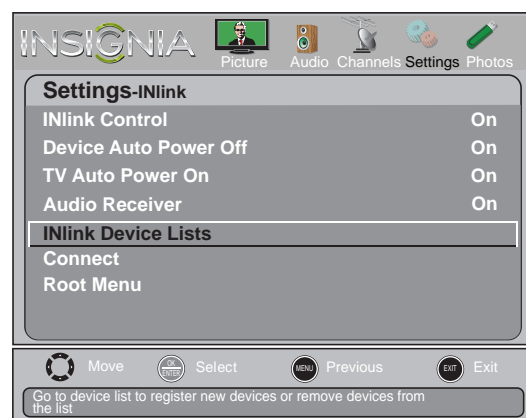 INSIGNIA
Picture Audio Channels Settings Photos
Settings-INlink
INlink Control On
Device Auto Power Off On
TV Auto Power On On
Audio Receiver On
INlink Device Lists
Connect
Root Menu
Move OK ENTER Select MENU Previous EXIT Exit
Go to device list to register new devices or remove devices from
the list